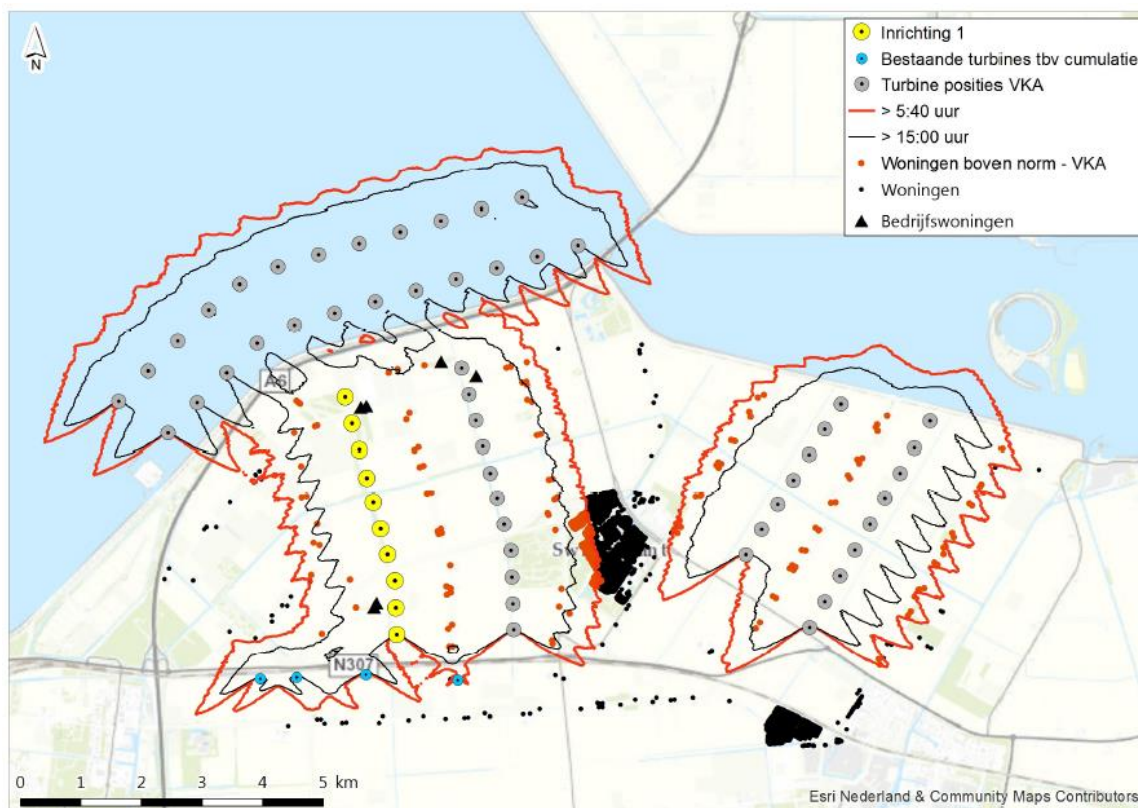 N
Inrichting 1
Bestaande turbines tbv cumulatie
Turbine posities VKA
> 5:40 uur
> 15:00 uur
Woningen boven norm - VKA
Woningen
Bedrijfswoningen
A6
N307
0 1 2 3 4 5 km
Esri Nederland & Community Maps Contributors